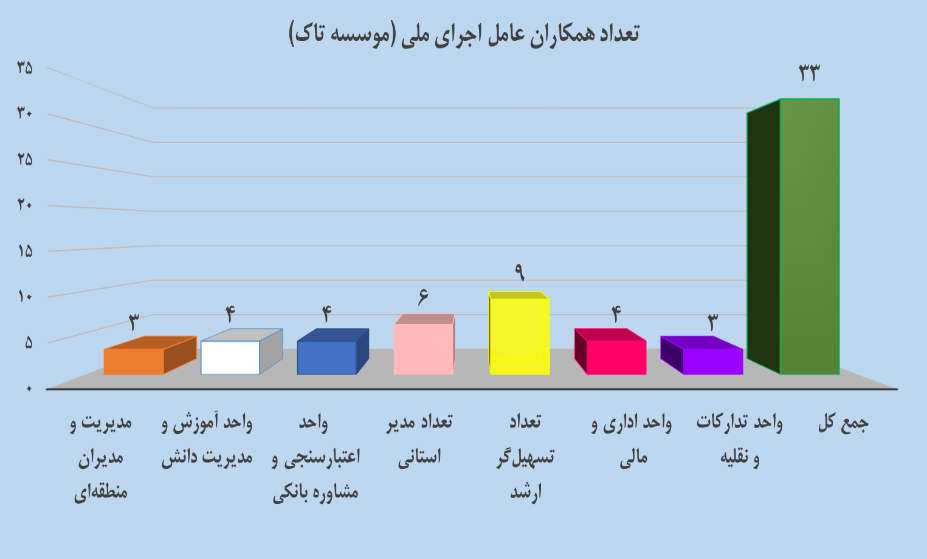 تعداد همکاران عامل اجرای ملی (موسسه تاک)
۳۵
۳۰
۲۵
۲۰
۱۵
۱۰
۵
۰
۳
۴
۴
۶
۹
۴
۳
۳۳
مدیریت و
مدیران
منطقه‌ای
واحد آموزش و
مدیریت دانش
واحد
اعتبارسنجی و
مشاوره بانکی
تعداد مدیر
استانی
تعداد
تسهیل‌گر
ارشد
واحد اداری و
مالی
واحد تدارکات
و نقلیه
جمع کل